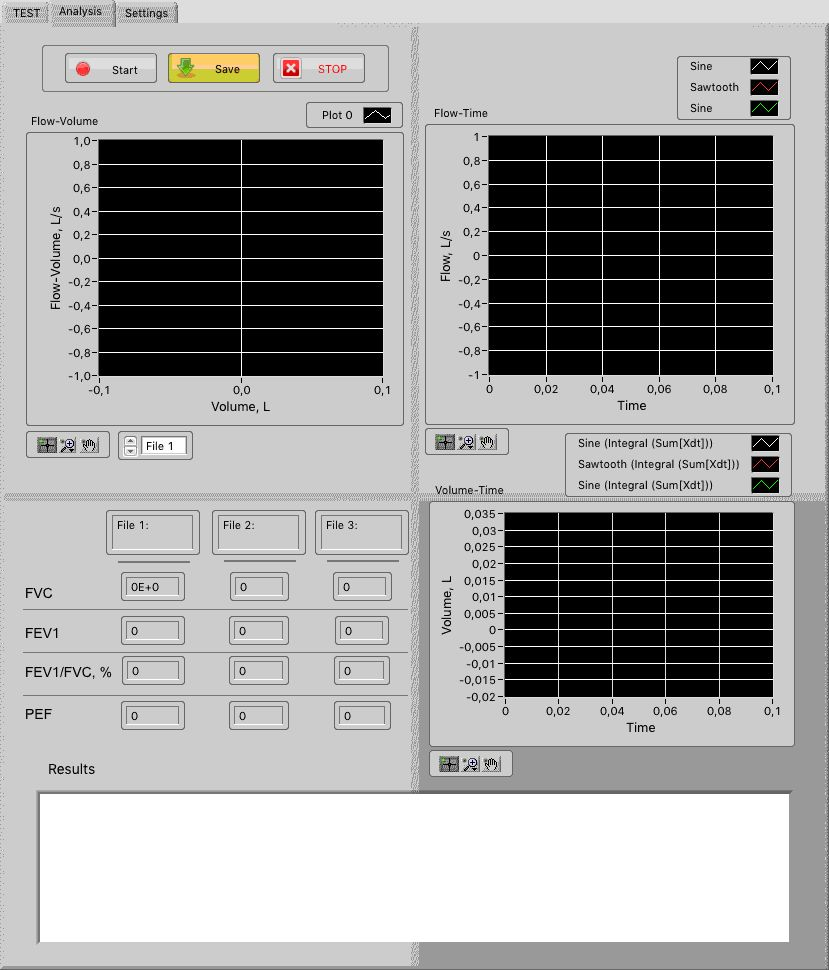 TEST Analysis Settings
Start Save STOP
Plot 0
Flow-Volume
1,0
0,8
0,6
0,4
0,2
0,0
-0,2
-0,4
-0,6
-0,8
-1,0
Flow-Volume, L/s
-0,1 0,0 0,1
Volume, L
File 1
Sine
Sawtooth
Sine
Flow-Time
1
0,8
0,6
0,4
0,2
0
-0,2
-0,4
-0,6
-0,8
-1
Flow, L/s
0 0,02 0,04 0,06 0,08 0,1
Time
Sine (Integral (Sum[Xdt]))
Sawtooth (Integral (Sum[Xdt]))
Sine (Integral (Sum[Xdt]))
Volume-Time
0,035
0,03
0,025
0,02
0,015
0,01
0,005
0
-0,005
-0,01
-0,015
-0,02
Volume, L
0 0,02 0,04 0,06 0,08 0,1
Time
File 1: File 2: File 3:
FVC 0E+0 0 0
FEV1 0 0 0
FEV1/FVC, % 0 0 0
PEF 0 0 0
Results